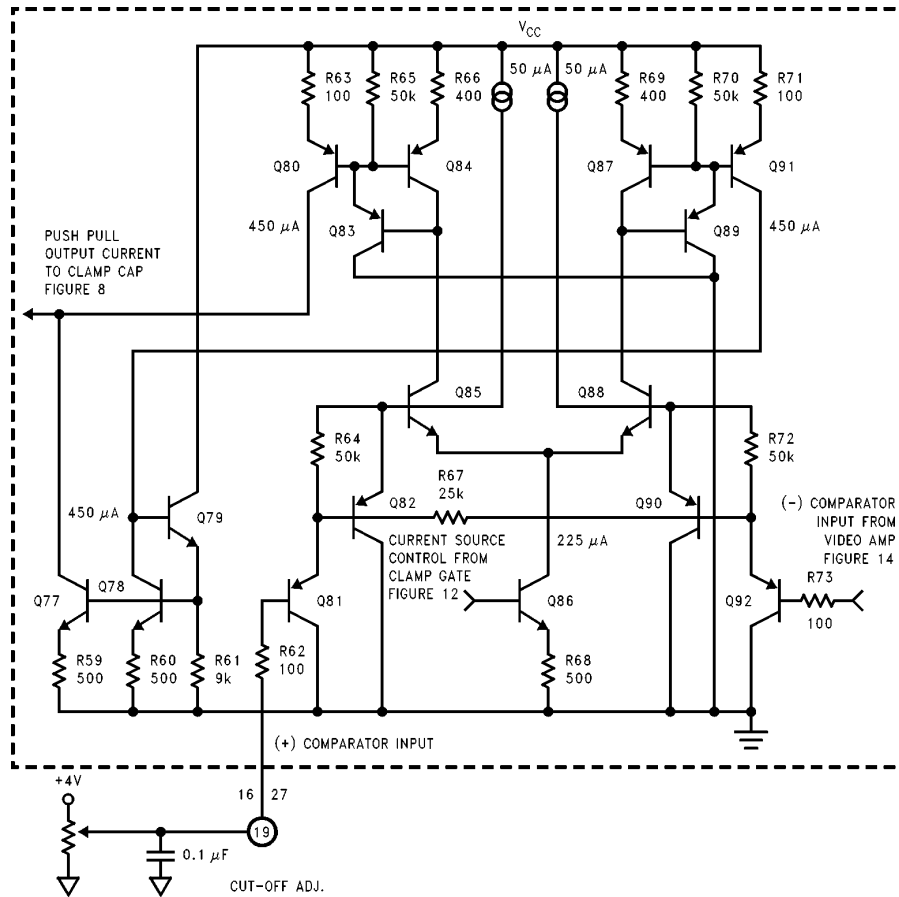 VCC
R63
100
R65
50k
R66
400
50 μA
50 μA
R69
400
R70
50k
R71
100
Q80
Q84
Q87
Q91
450 μA
Q83
Q89
450 μA
PUSH PULL
OUTPUT CURRENT
TO CLAMP CAP
FIGURE 8
Q85
Q88
R64
50k
R72
50k
R67
25k
450 μA
Q79
Q82
Q90
(-) COMPARATOR
INPUT FROM
VIDEO AMP
FIGURE 14
CURRENT SOURCE
CONTROL FROM
CLAMP GATE
FIGURE 12
225 μA
Q77
Q78
Q81
Q86
Q92
R73
100
R59
500
R60
500
R61
9k
R62
100
R68
500
(+) COMPARATOR INPUT
+4V
16
27
19
0.1 μF
CUT-OFF ADJ.